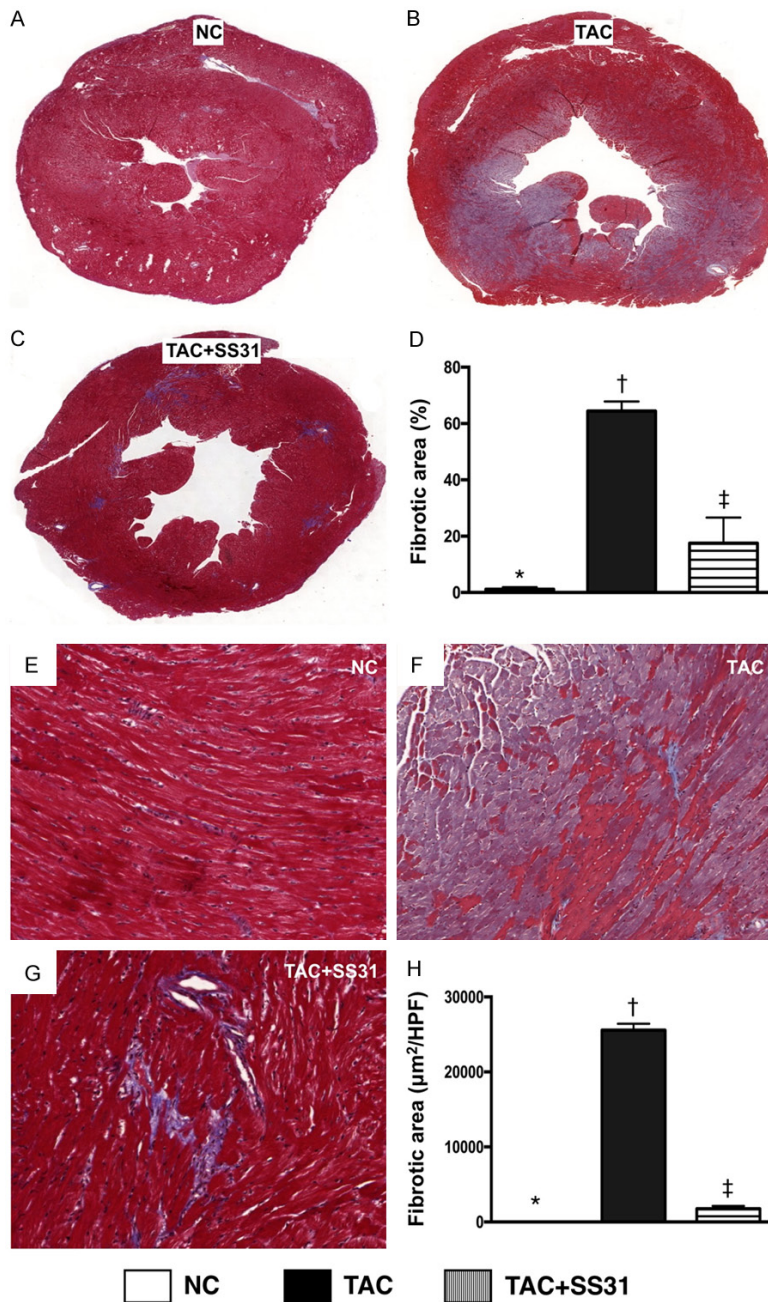 A
NC
B
TAC
C
TAC+SS31
D
Fibrotic area (%)
80
60
40
20
0
*
†
‡
E
NC
F
TAC
G
TAC+SS31
H
Fibrotic area (µm²/HPF)
30000
20000
10000
0
*
†
‡
NC TAC TAC+SS31